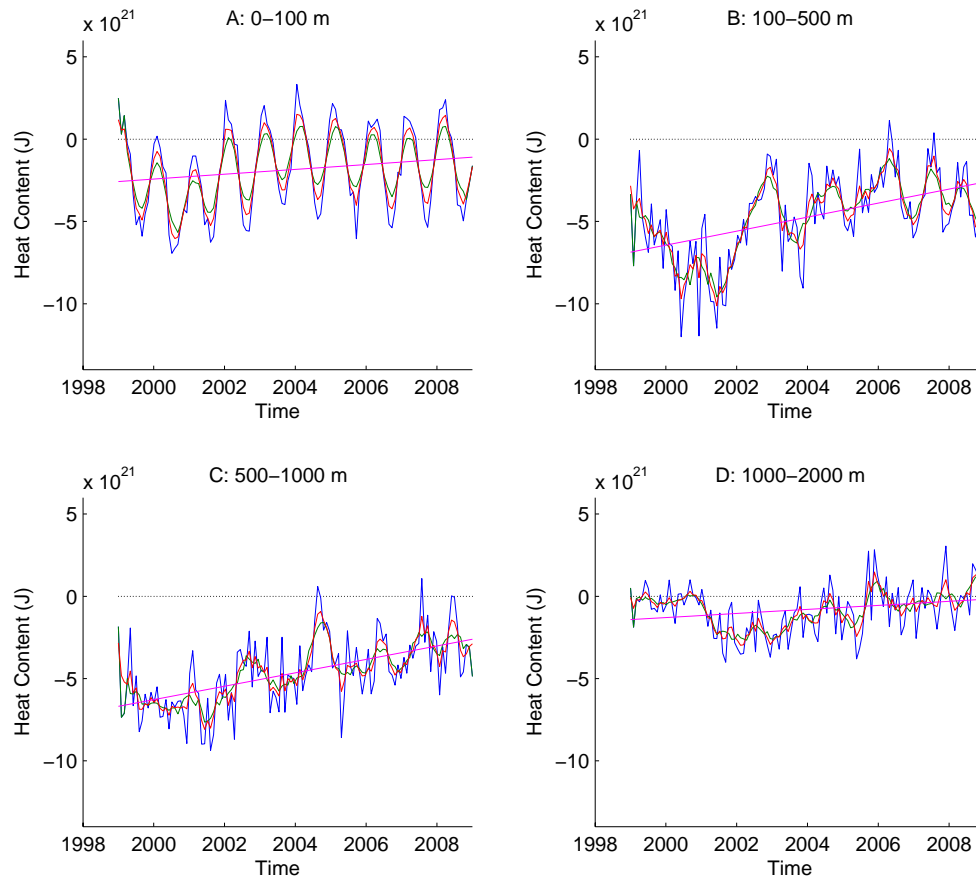 x 10^21
A: 0−100 m
5
0
−5
−10
Heat Content (J)
1998 2000 2002 2004 2006 2008
Time
x 10^21
B: 100−500 m
5
0
−5
−10
Heat Content (J)
1998 2000 2002 2004 2006 2008
Time
x 10^21
C: 500−1000 m
5
0
−5
−10
Heat Content (J)
1998 2000 2002 2004 2006 2008
Time
x 10^21
D: 1000−2000 m
5
0
−5
−10
Heat Content (J)
1998 2000 2002 2004 2006 2008
Time